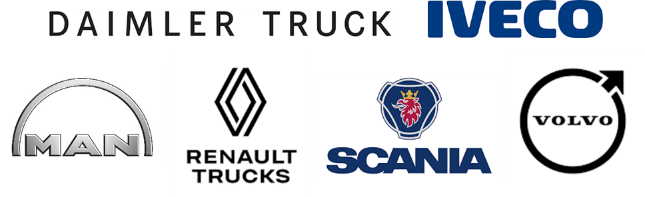 DAIMLER TRUCK
IVECO
MAN
RENAULT
TRUCKS
SCANIA
VOLVO